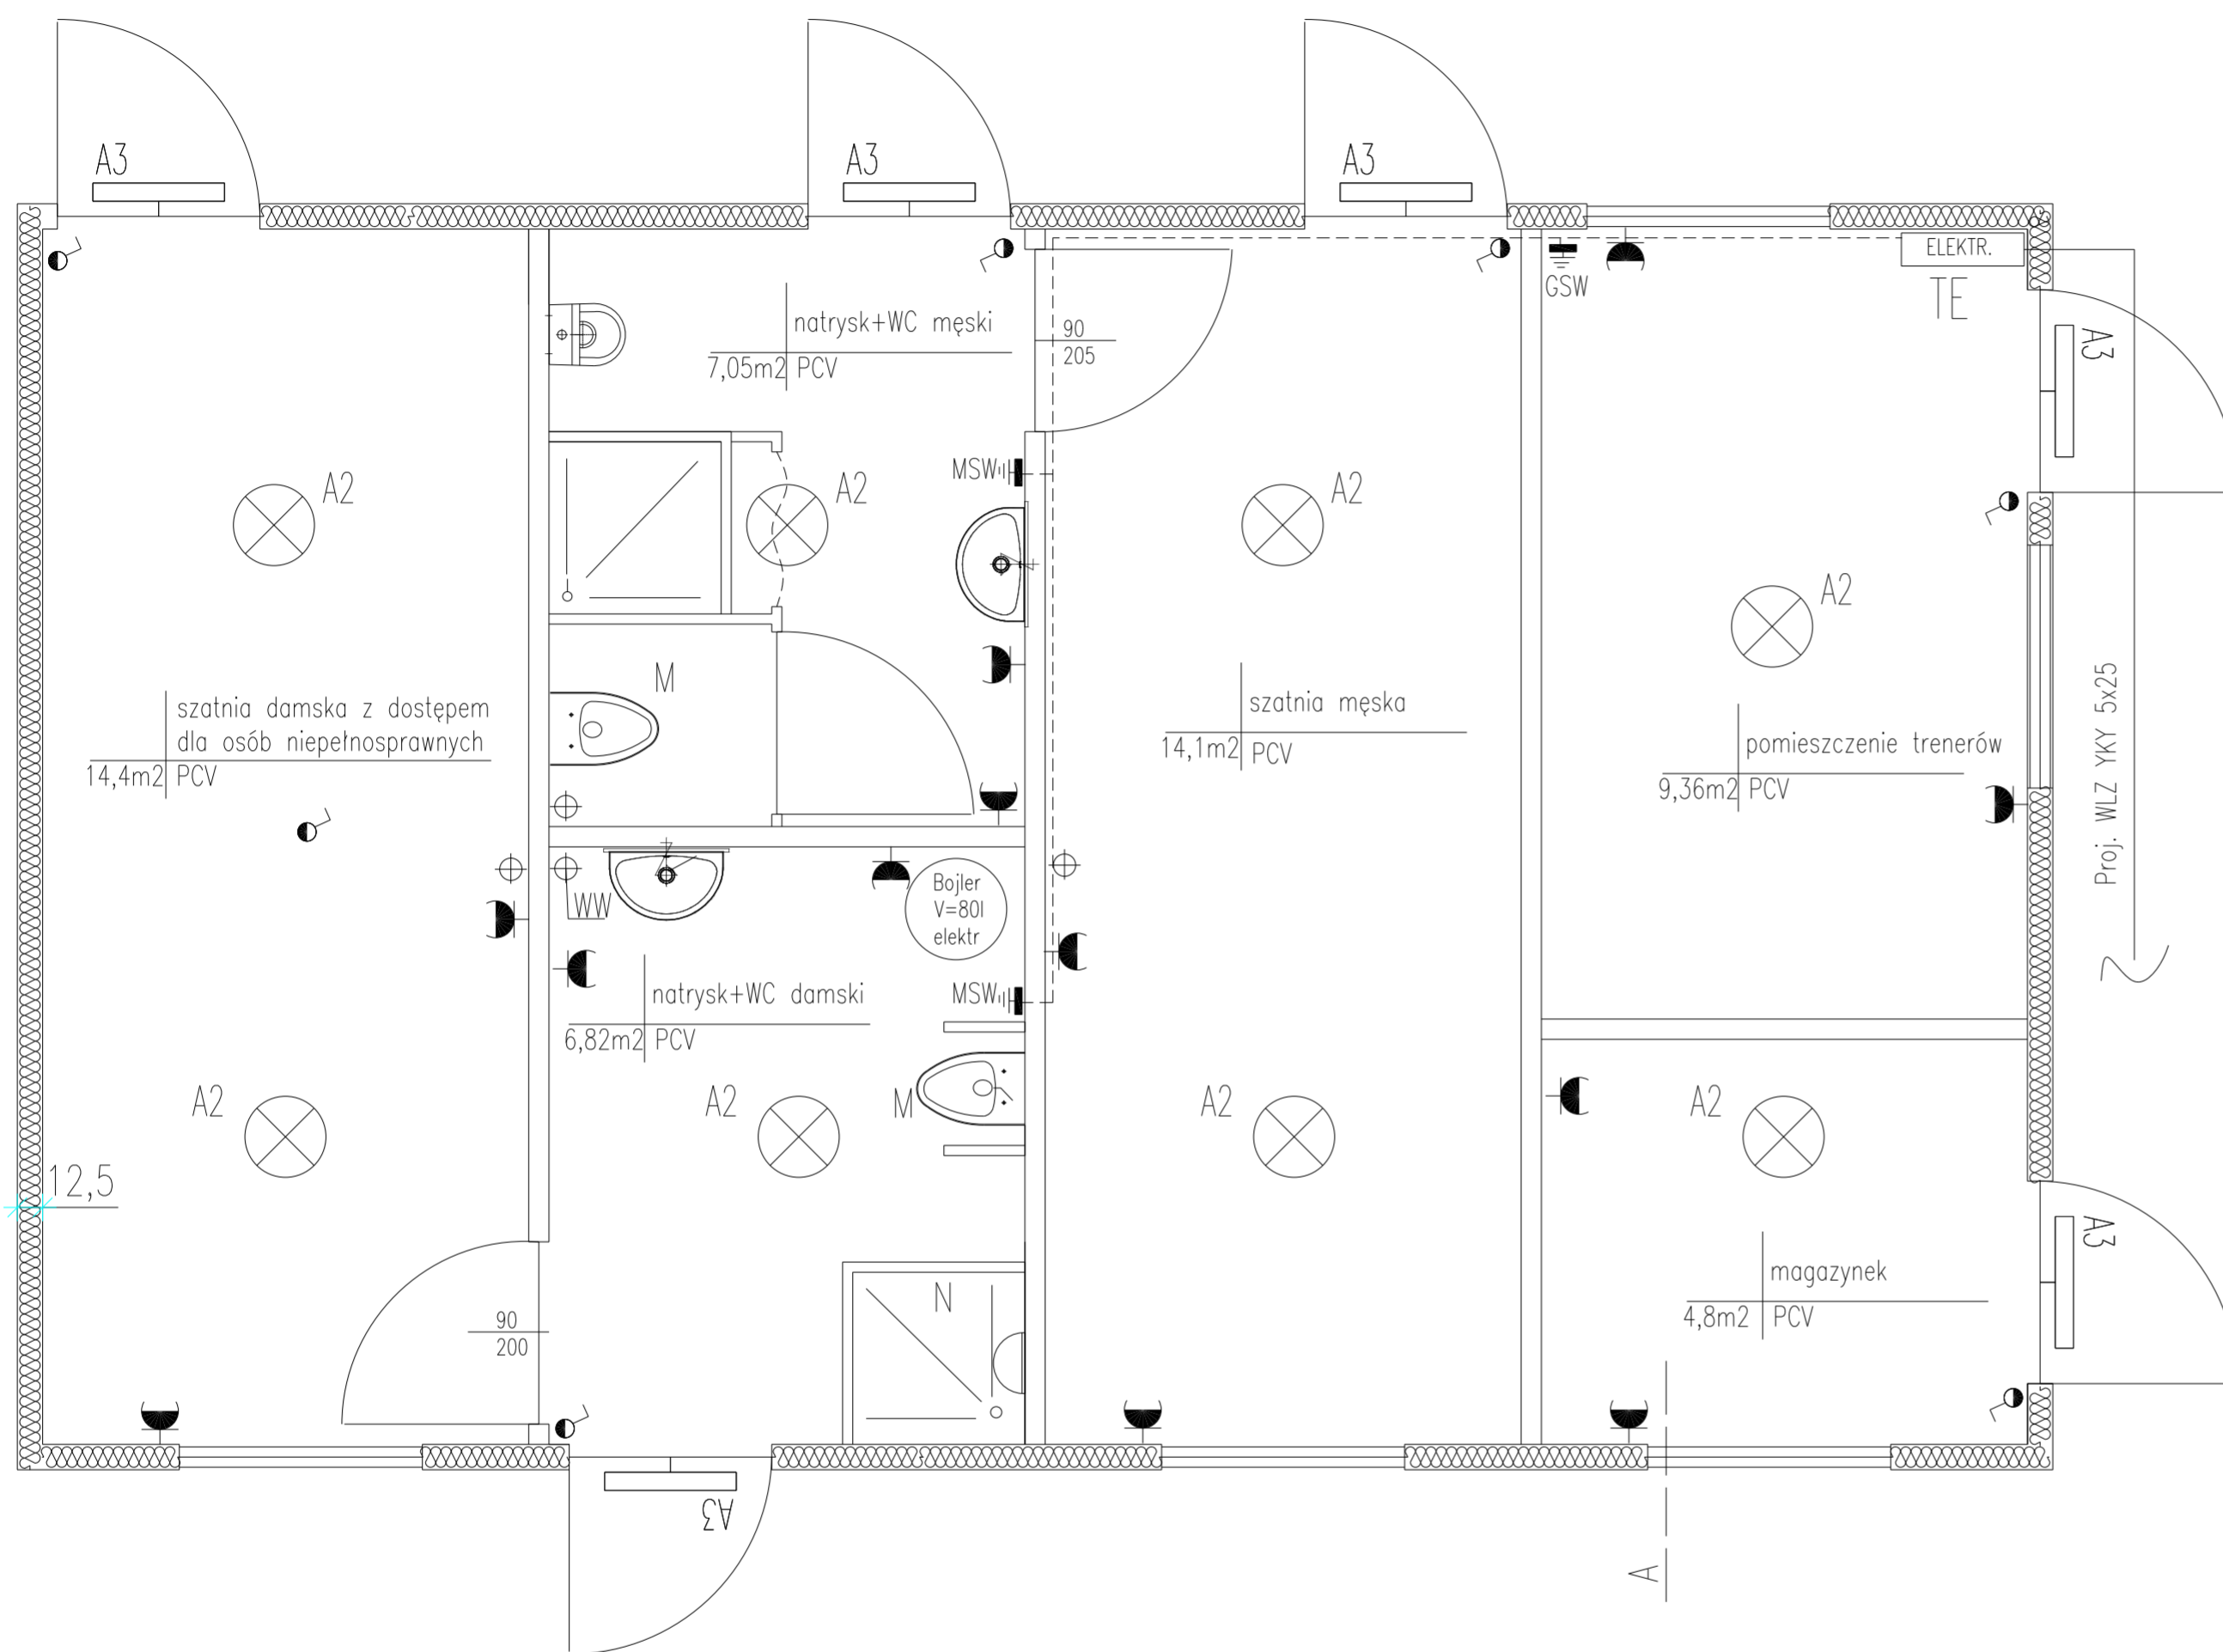 A3
A3
A3
ELEKTR.
TE
GSW
A3
natrysk+WC męski
7,05m2 PCV
90
205
MSW
A2
A2
A2
A2
M
szatnia damska z dostępem
dla osób niepełnosprawnych
14,4m2 PCV
szatnia męska
14,1m2 PCV
pomieszczenie trenerów
9,36m2 PCV
Proj. WLZ YKY 5x25
WW
Bojler
V=80l
elektr
natrysk+WC damski
6,82m2 PCV
MSW
M
A2
A2
A2
A2
12,5
N
magazynek
4,8m2 PCV
A3
90
200
A3
A